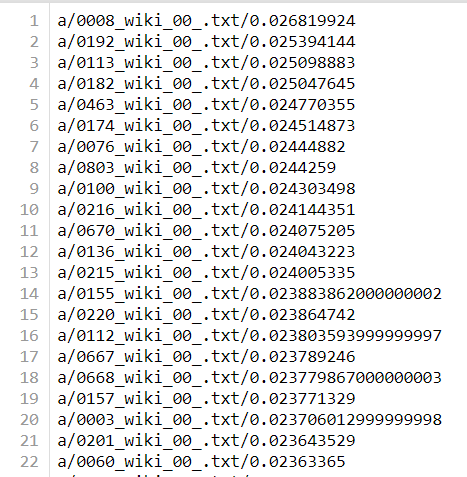 1 a/0008_wiki_00_.txt/0.026819924
2 a/0192_wiki_00_.txt/0.025394144
3 a/0113_wiki_00_.txt/0.025098883
4 a/0182_wiki_00_.txt/0.025047645
5 a/0463_wiki_00_.txt/0.024770355
6 a/0174_wiki_00_.txt/0.024514873
7 a/0076_wiki_00_.txt/0.02444882
8 a/0803_wiki_00_.txt/0.0244259
9 a/0100_wiki_00_.txt/0.024303498
10 a/0216_wiki_00_.txt/0.024144351
11 a/0670_wiki_00_.txt/0.024075205
12 a/0136_wiki_00_.txt/0.024043223
13 a/0215_wiki_00_.txt/0.024005335
14 a/0155_wiki_00_.txt/0.023883862000000002
15 a/0220_wiki_00_.txt/0.023864742
16 a/0112_wiki_00_.txt/0.023803593999999997
17 a/0667_wiki_00_.txt/0.023789246
18 a/0668_wiki_00_.txt/0.023779867000000003
19 a/0157_wiki_00_.txt/0.023771329
20 a/0003_wiki_00_.txt/0.023706012999999998
21 a/0201_wiki_00_.txt/0.023643529
22 a/0060_wiki_00_.txt/0.02363365